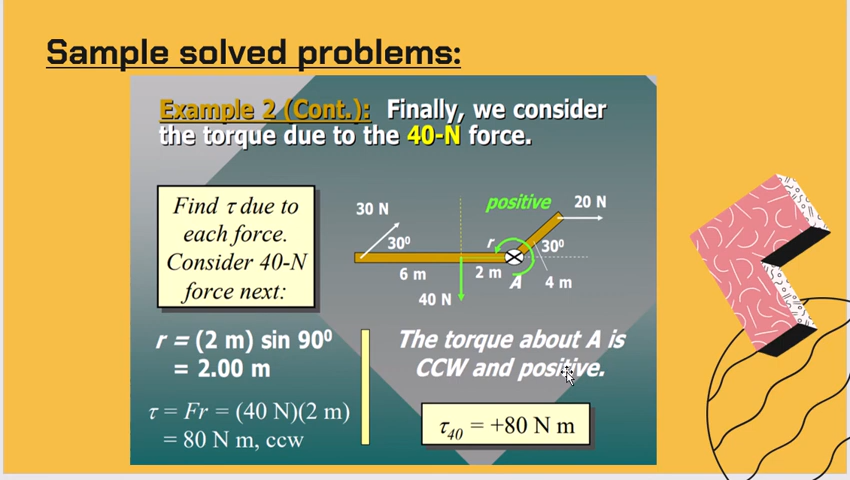 Sample solved problems:
Example 2 (Cont.): Finally, we consider
the torque due to the 40-N force.
Find τ due to
each force.
Consider 40-N
force next:
positive
30 N
20 N
30⁰
r
30⁰
6 m
2 m
A
4 m
40 N
r = (2 m) sin 90⁰
= 2.00 m
τ = Fr = (40 N)(2 m)
= 80 N m, ccw
The torque about A is
CCW and positive.
τ₄₀ = +80 N m